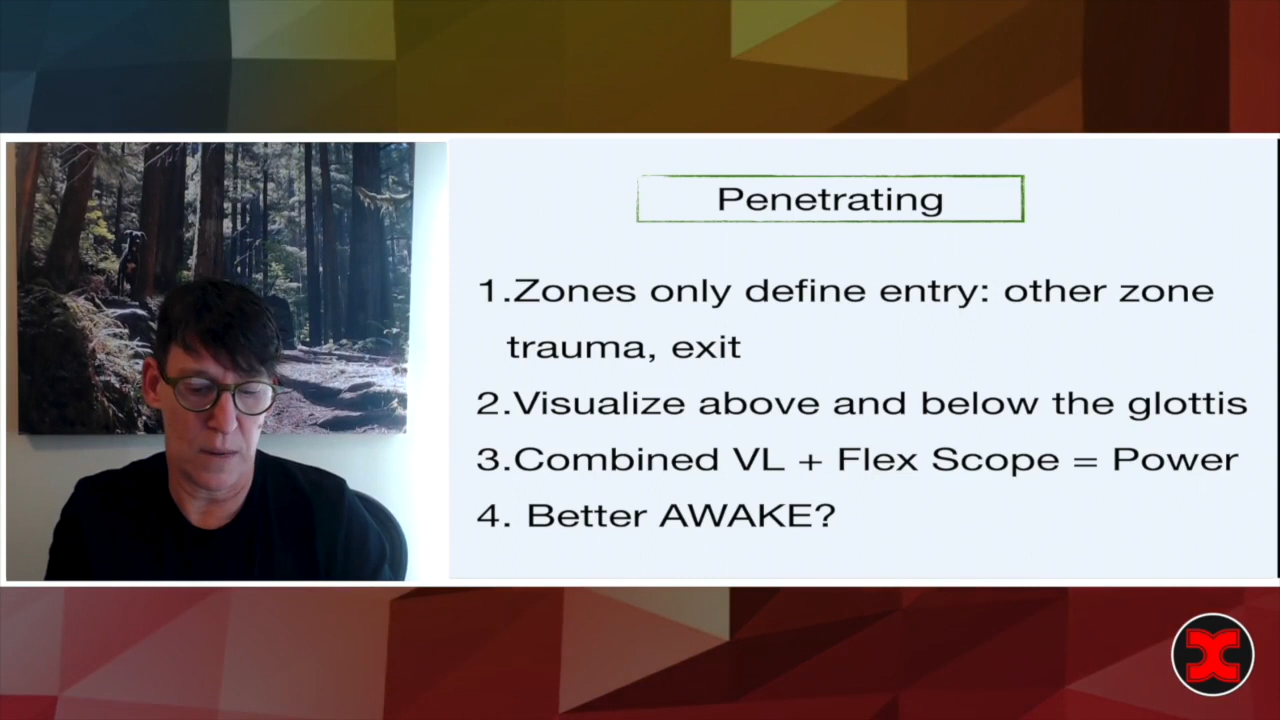 Penetrating
1.Zones only define entry: other zone
trauma, exit
2.Visualize above and below the glottis
3.Combined VL + Flex Scope = Power
4. Better AWAKE?